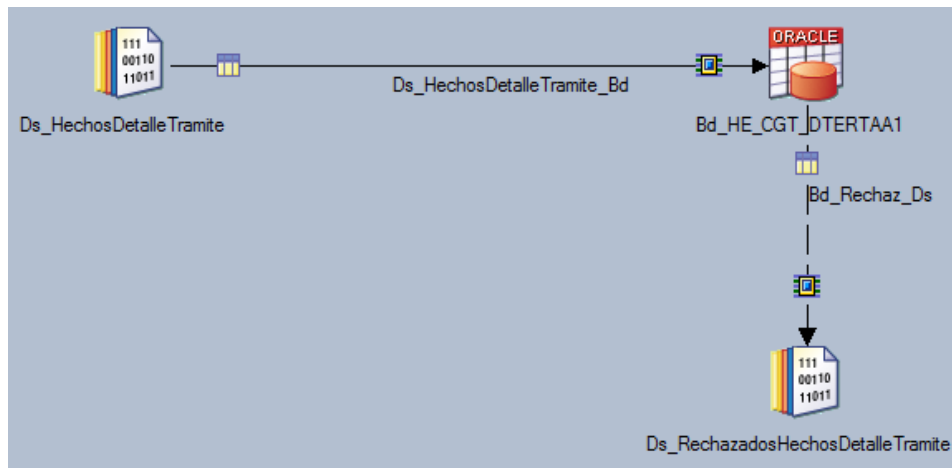 111
00110
11011
Ds_HechosDetalleTramite
Ds_HechosDetalleTramite_Bd
ORACLE
Bd_HE_CGT_DTERTAA1
Bd_Rechaz_Ds
111
00110
11011
Ds_RechazadosHechosDetalleTramite